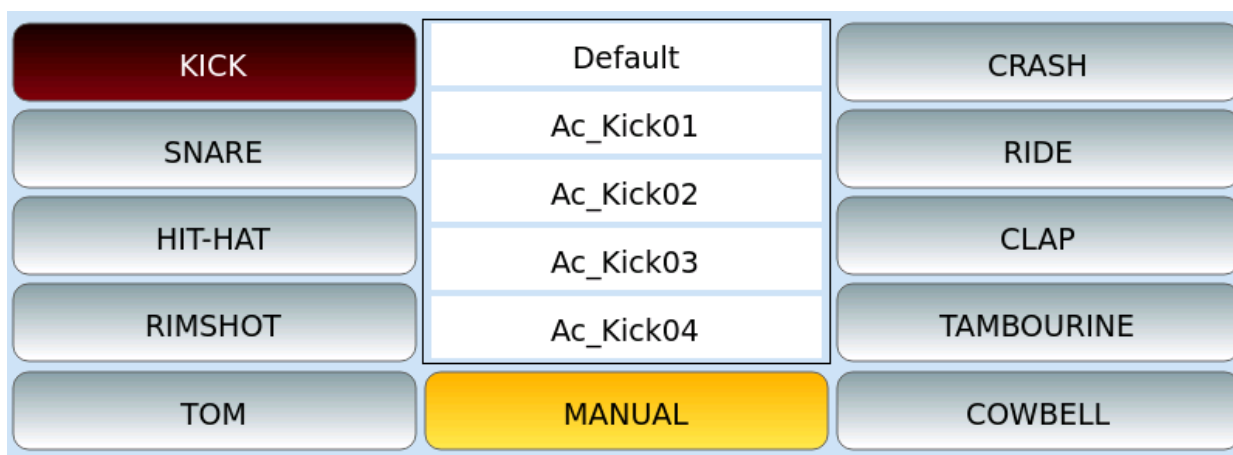 KICK
SNARE
HIT-HAT
RIMSHOT
TOM
Default
Ac_Kick01
Ac_Kick02
Ac_Kick03
Ac_Kick04
MANUAL
CRASH
RIDE
CLAP
TAMBOURINE
COWBELL